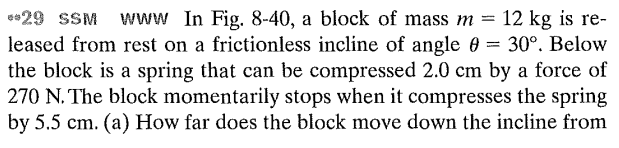 ••29 SSM WWW In Fig. 8-40, a block of mass m = 12 kg is re-
leased from rest on a frictionless incline of angle θ = 30°. Below
the block is a spring that can be compressed 2.0 cm by a force of
270 N. The block momentarily stops when it compresses the spring
by 5.5 cm. (a) How far does the block move down the incline from